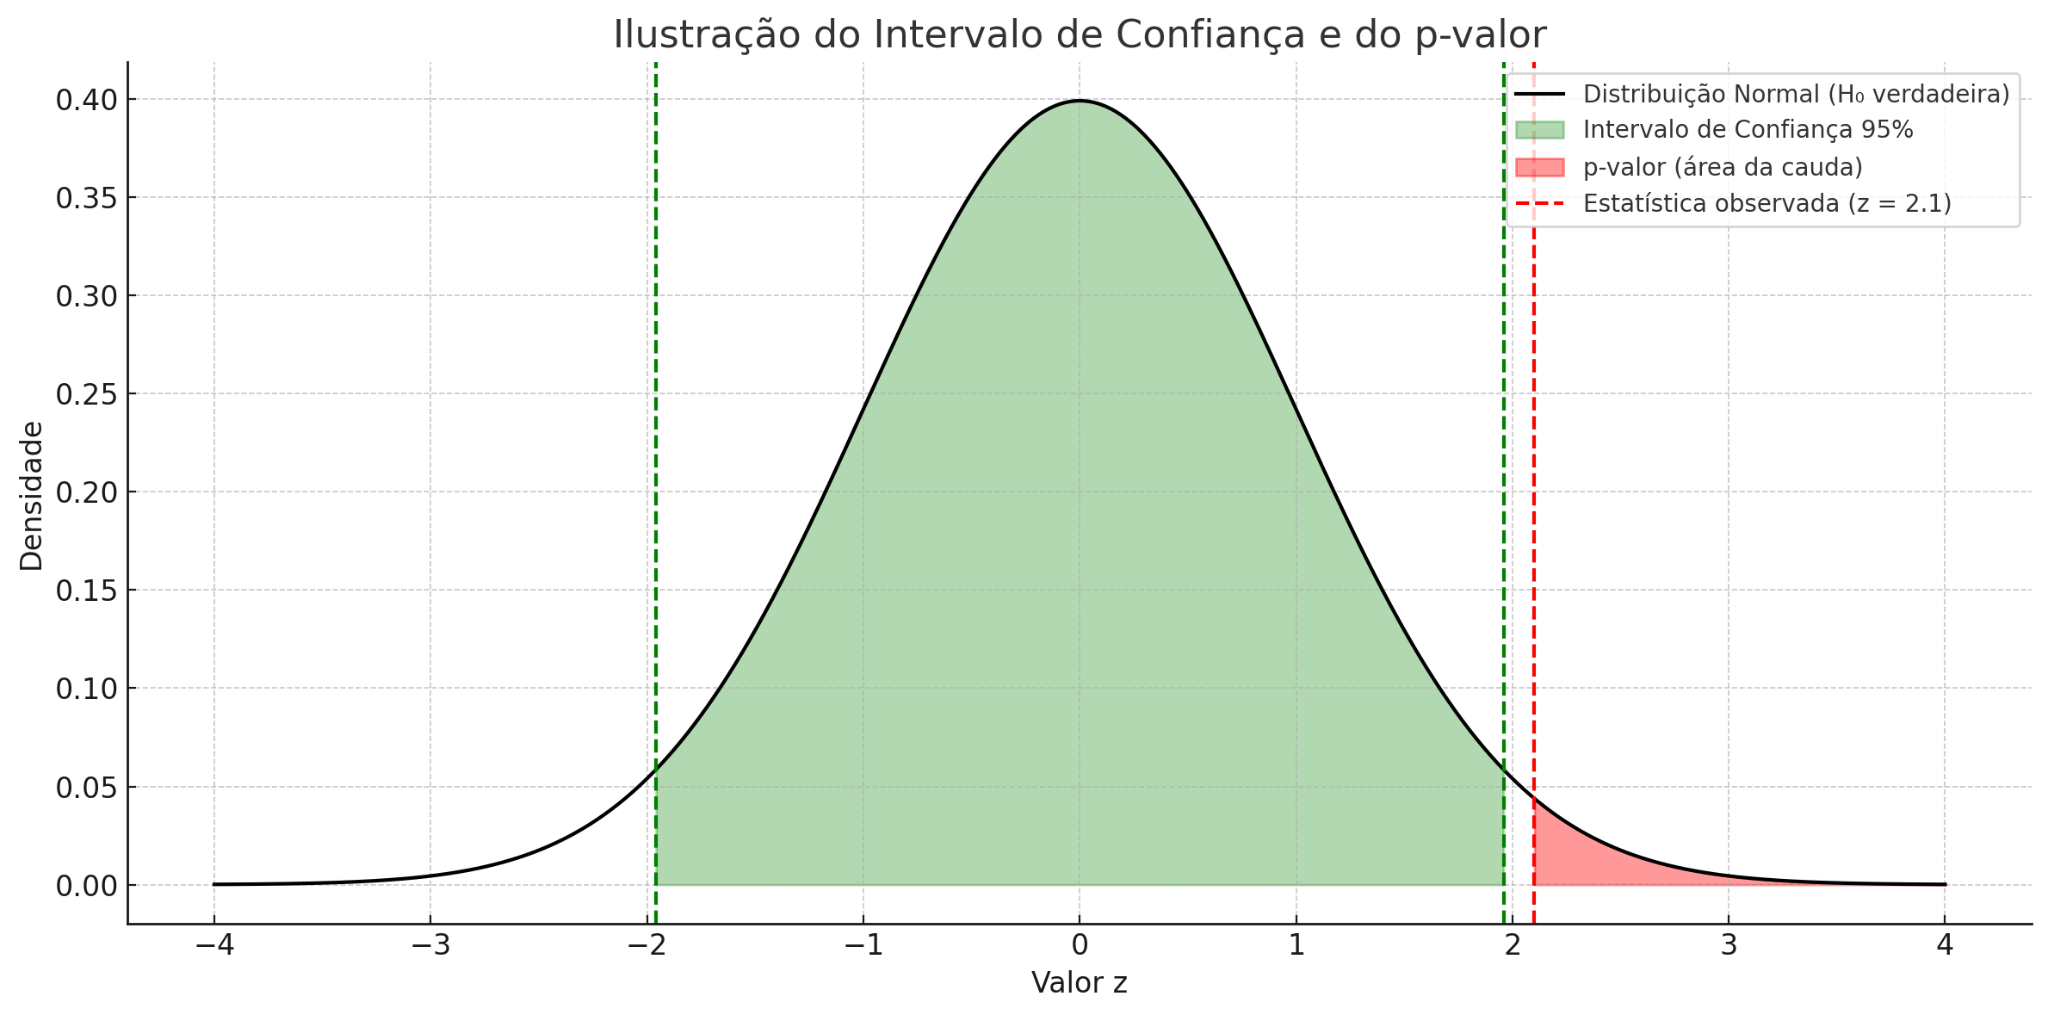 Ilustração do Intervalo de Confiança e do p-valor
Distribuição Normal (H₀ verdadeira)
Intervalo de Confiança 95%
p-valor (área da cauda)
Estatística observada (z = 2.1)
Densidade
0.40
0.35
0.30
0.25
0.20
0.15
0.10
0.05
0.00
−4 −3 −2 −1 0 1 2 3 4
Valor z